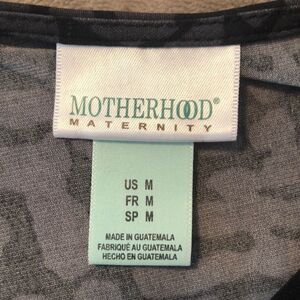 MOTHERHOOD®
MATERNITY
US M
FR M
SP M
MADE IN GUATEMALA
FABRIQUÉ AU GUATEMALA
HECHO EN GUATEMALA